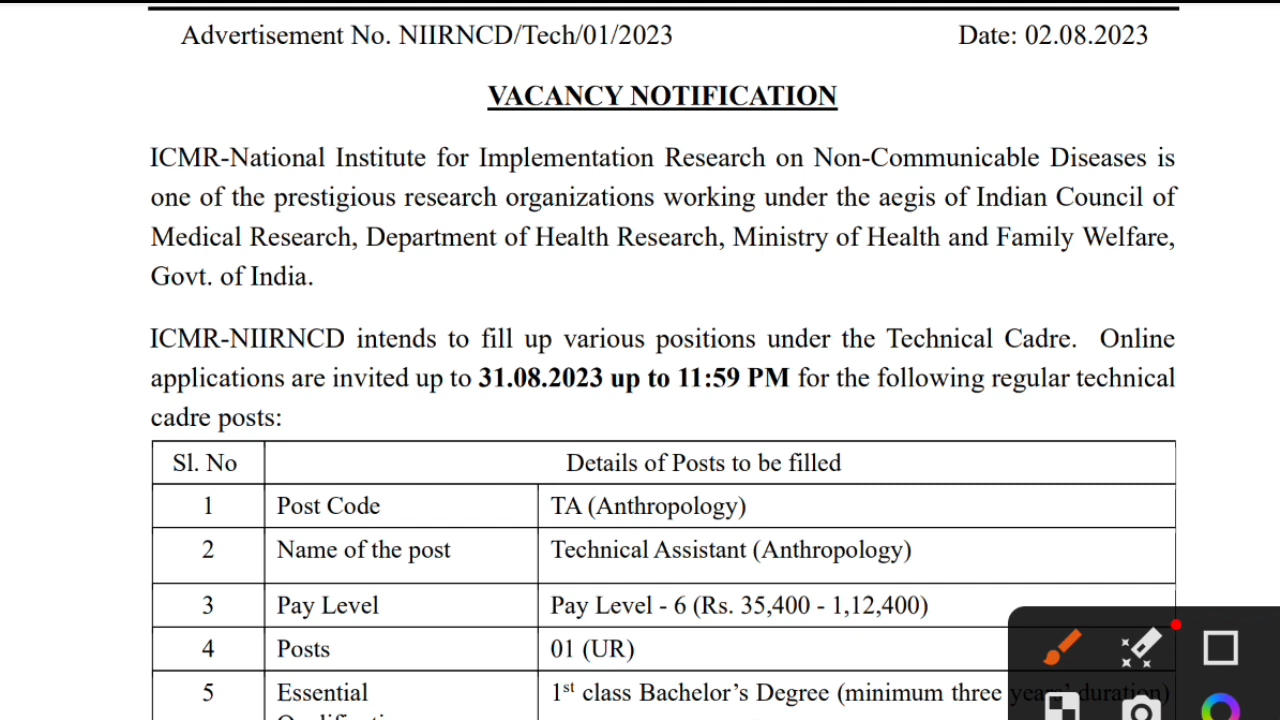 Advertisement No. NIIRNCD/Tech/01/2023 Date: 02.08.2023
VACANCY NOTIFICATION
ICMR-National Institute for Implementation Research on Non-Communicable Diseases is
one of the prestigious research organizations working under the aegis of Indian Council of
Medical Research, Department of Health Research, Ministry of Health and Family Welfare,
Govt. of India.
ICMR-NIIRNCD intends to fill up various positions under the Technical Cadre. Online
applications are invited up to 31.08.2023 up to 11:59 PM for the following regular technical
cadre posts:
Sl. No Details of Posts to be filled
1 Post Code TA (Anthropology)
2 Name of the post Technical Assistant (Anthropology)
3 Pay Level Pay Level - 6 (Rs. 35,400 - 1,12,400)
4 Posts 01 (UR)
5 Essential 1st class Bachelor’s Degree (minimum three years’ duration)